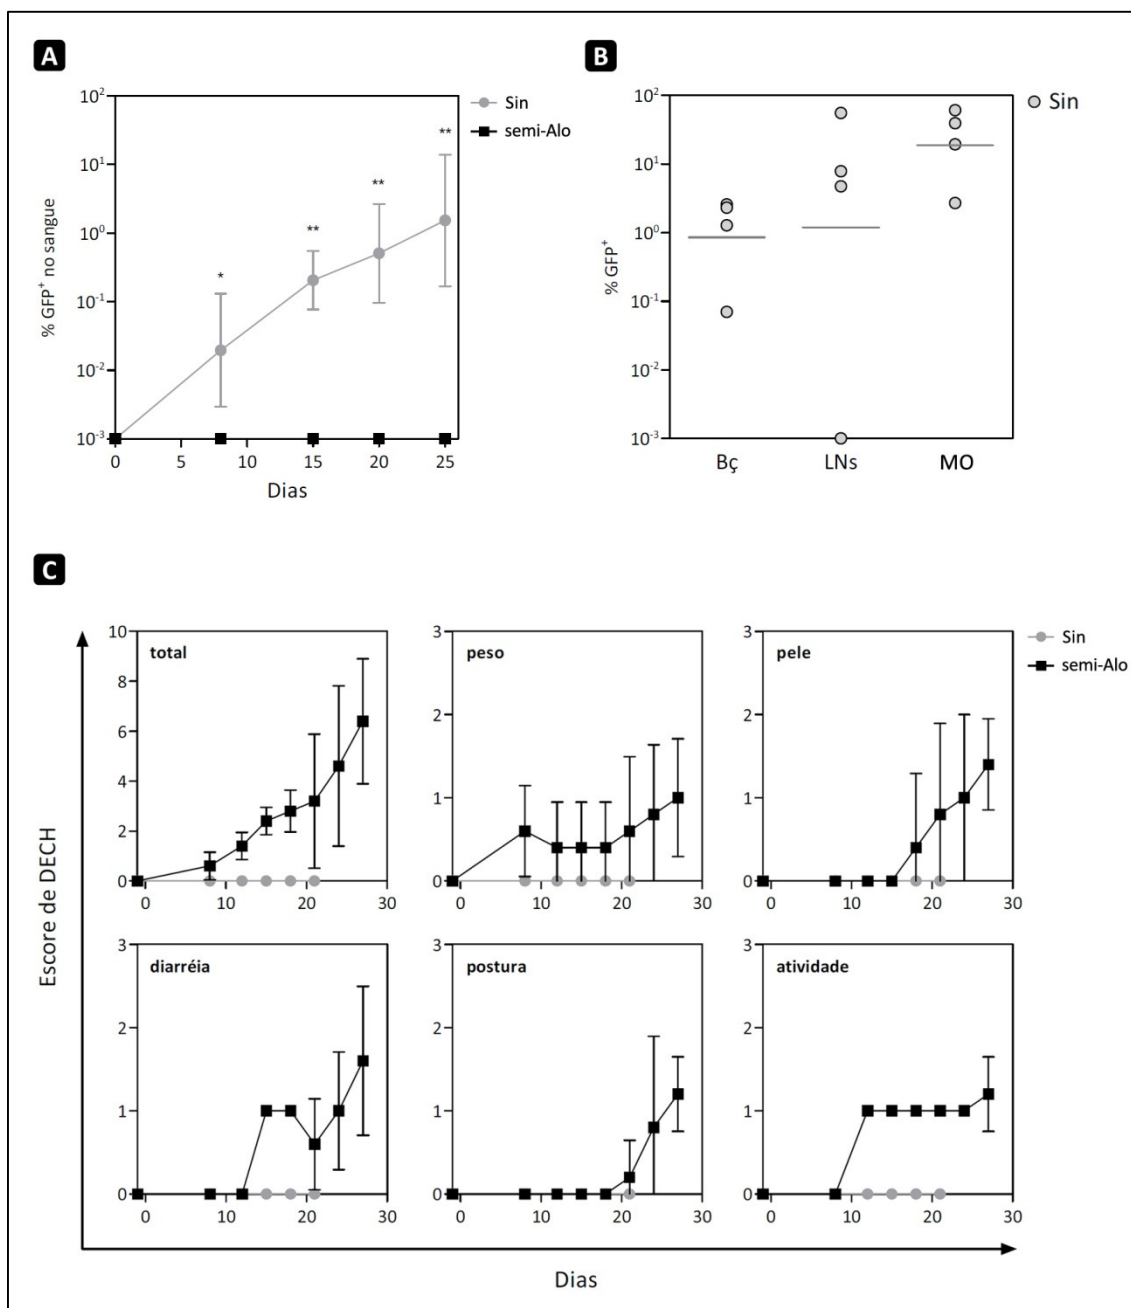 A
Sin
semi-Alo
% GFP+ no sangue
10²
10¹
10⁰
10⁻¹
10⁻²
10⁻³
*
**
**
**
0 5 10 15 20 25
Dias
B
Sin
% GFP+
10²
10¹
10⁰
10⁻¹
10⁻²
10⁻³
Bç LNs MO
C
Sin
semi-Alo
Escore de DECH
total
10
8
6
4
2
0
0 10 20 30
peso
3
2
1
0
0 10 20 30
pele
3
2
1
0
0 10 20 30
diarréia
3
2
1
0
0 10 20 30
postura
3
2
1
0
0 10 20 30
atividade
3
2
1
0
0 10 20 30
Dias